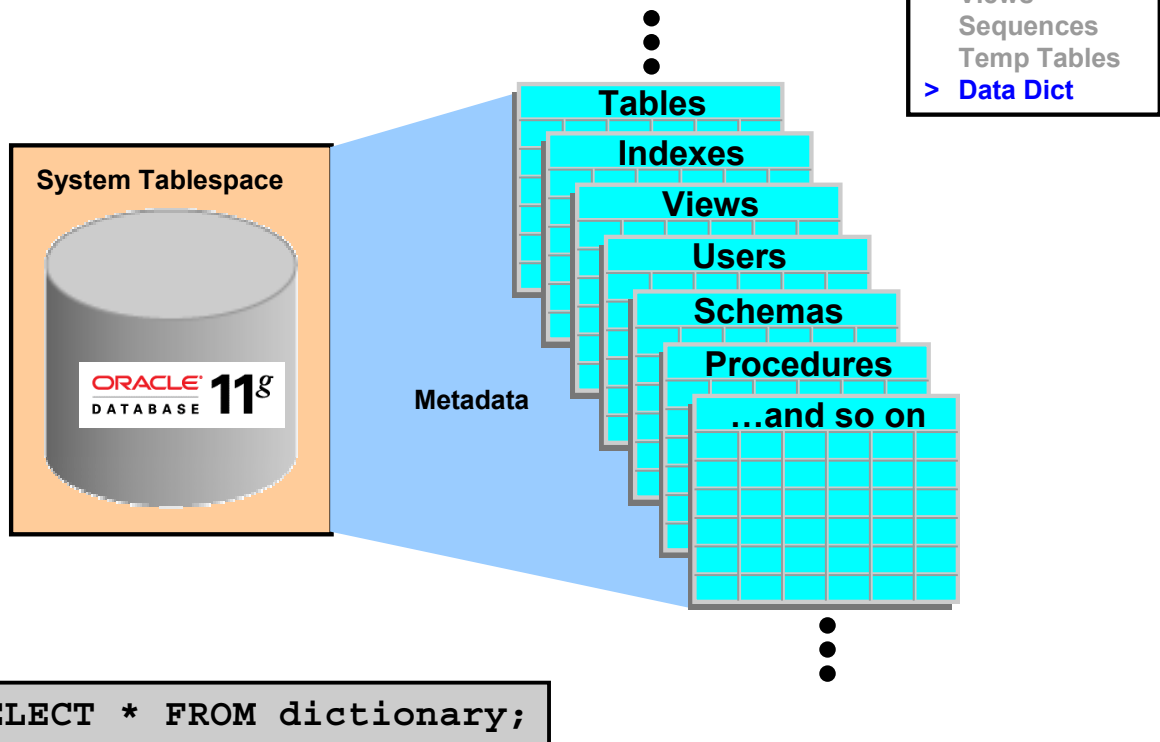 Sequences
Temp Tables
> Data Dict
Tables
Indexes
Views
Users
Schemas
Procedures
…and so on
System Tablespace
ORACLE® 11g
DATABASE
Metadata
ELECT * FROM dictionary;